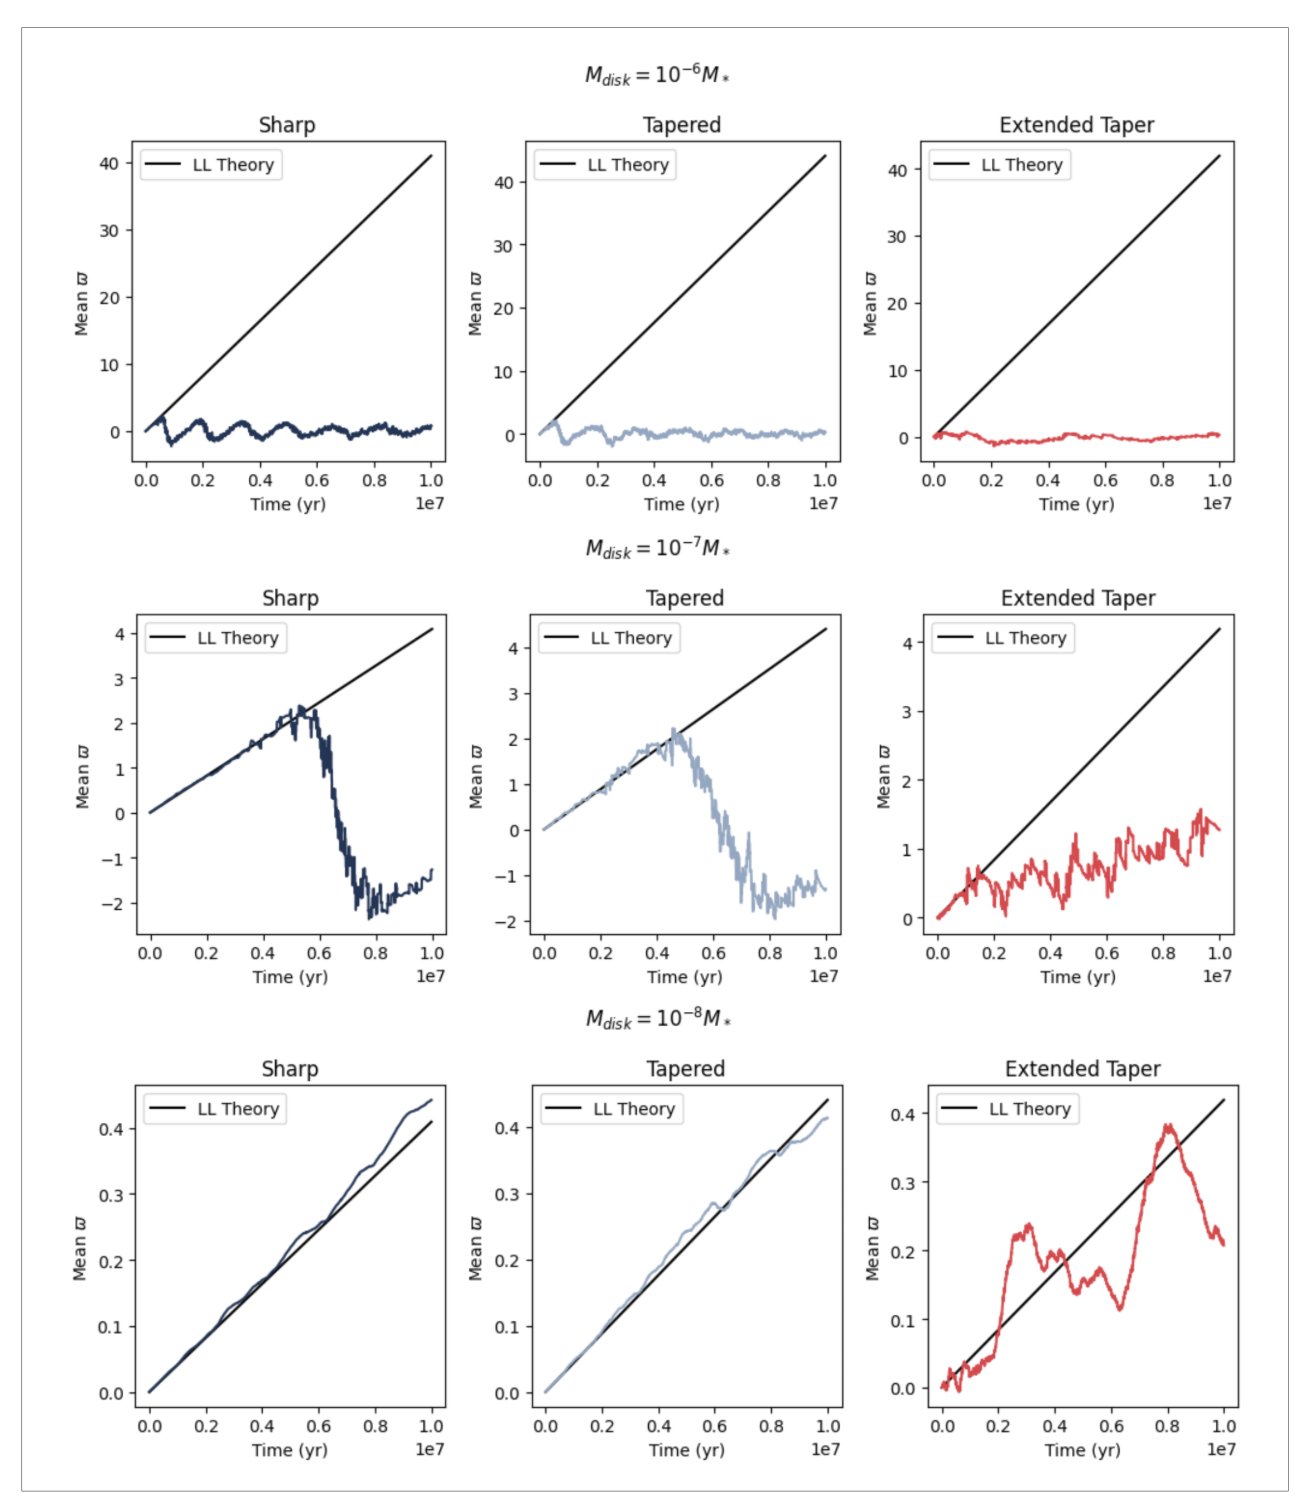 M_disk = 10^−6 M_*
Sharp
Tapered
Extended Taper
LL Theory
LL Theory
LL Theory
40
30
20
10
0
40
30
20
10
0
40
30
20
10
0
Mean ϖ
Mean ϖ
Mean ϖ
0.0 0.2 0.4 0.6 0.8 1.0
0.0 0.2 0.4 0.6 0.8 1.0
0.0 0.2 0.4 0.6 0.8 1.0
Time (yr)
1e7
Time (yr)
1e7
Time (yr)
1e7
M_disk = 10^−7 M_*
Sharp
Tapered
Extended Taper
LL Theory
LL Theory
LL Theory
4
3
2
1
0
−1
−2
4
3
2
1
0
−1
−2
4
3
2
1
0
Mean ϖ
Mean ϖ
Mean ϖ
0.0 0.2 0.4 0.6 0.8 1.0
0.0 0.2 0.4 0.6 0.8 1.0
0.0 0.2 0.4 0.6 0.8 1.0
Time (yr)
1e7
Time (yr)
1e7
Time (yr)
1e7
M_disk = 10^−8 M_*
Sharp
Tapered
Extended Taper
LL Theory
LL Theory
LL Theory
0.4
0.3
0.2
0.1
0.0
0.4
0.3
0.2
0.1
0.0
0.4
0.3
0.2
0.1
0.0
Mean ϖ
Mean ϖ
Mean ϖ
0.0 0.2 0.4 0.6 0.8 1.0
0.0 0.2 0.4 0.6 0.8 1.0
0.0 0.2 0.4 0.6 0.8 1.0
Time (yr)
1e7
Time (yr)
1e7
Time (yr)
1e7